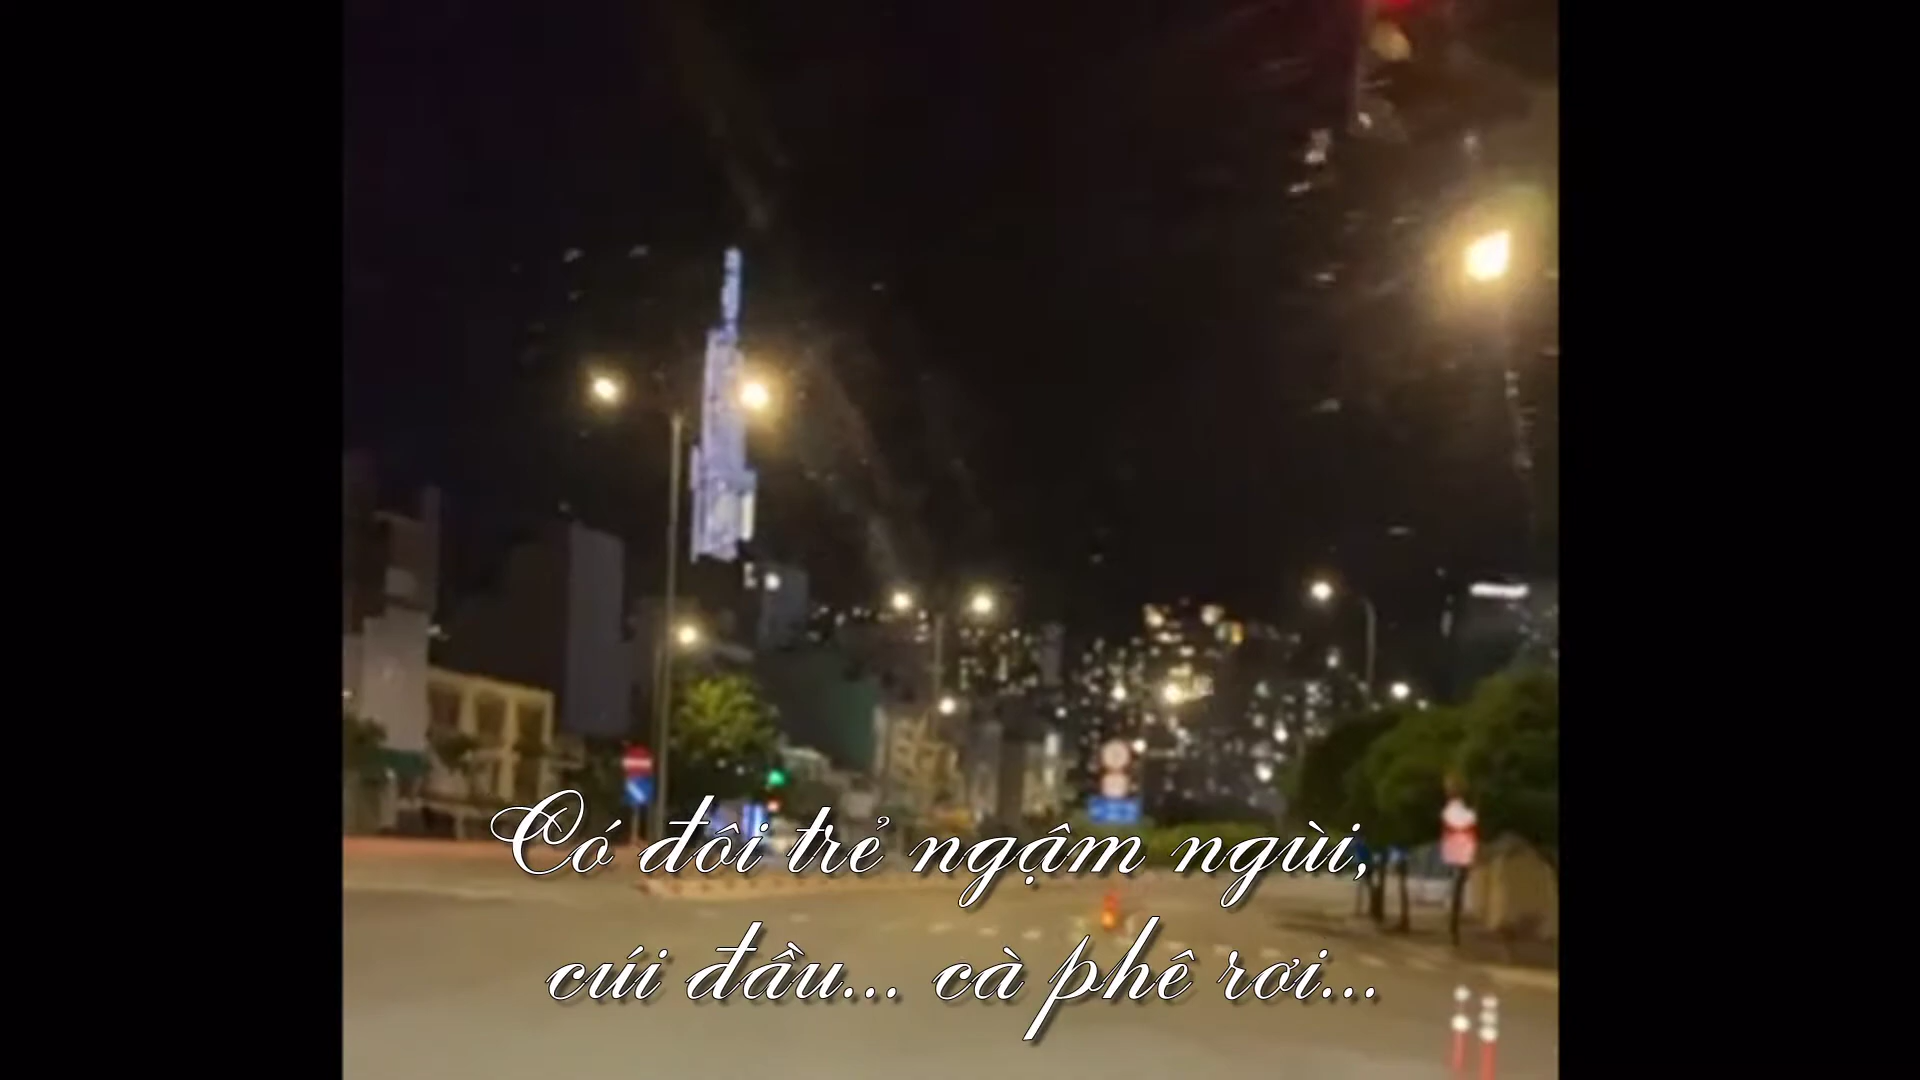 Có đôi trẻ ngậm ngùi,
cúi đầu... cà phê rơi...